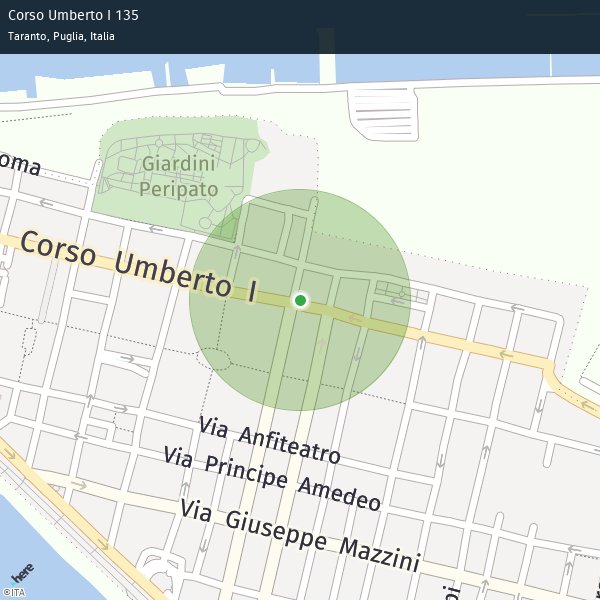 Corso Umberto I 135
Taranto, Puglia, Italia
Giardini
Peripato
oma
Corso Umberto I
Via Anfiteatro
Via Principe Amedeo
Via Giuseppe Mazzini
here
©ITA